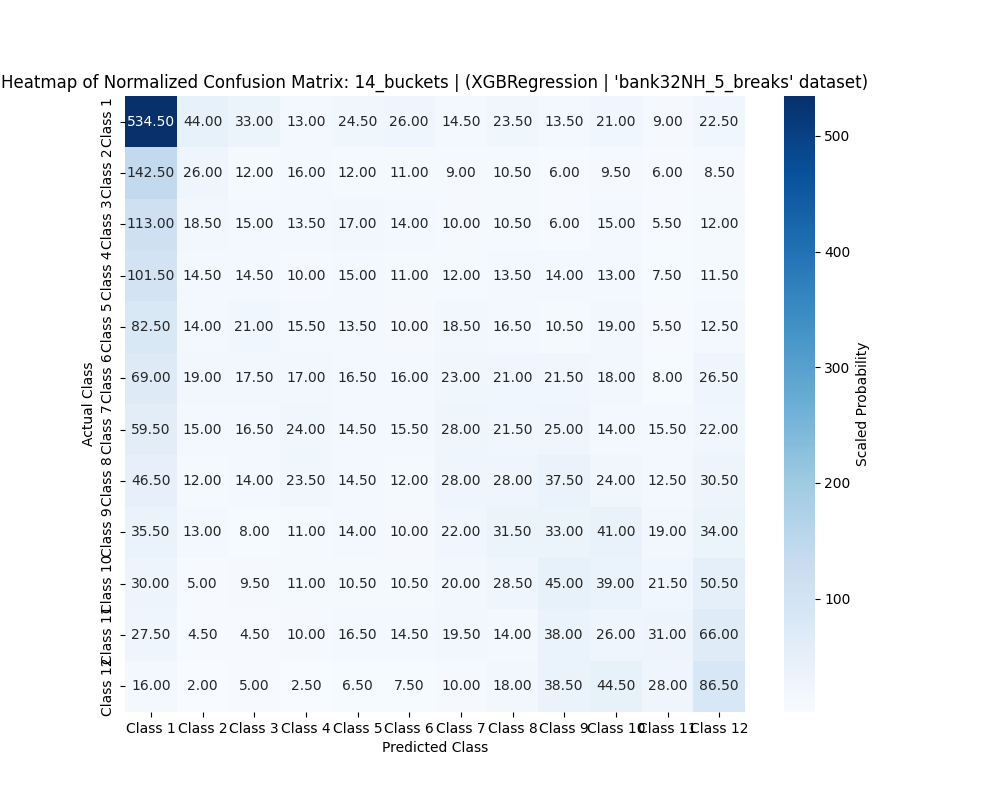 Heatmap of Normalized Confusion Matrix: 14_buckets | (XGBRegression | 'bank32NH_5_breaks' dataset)
Class 1 534.50 44.00 33.00 13.00 24.50 26.00 14.50 23.50 13.50 21.00 9.00 22.50
Class 2 142.50 26.00 12.00 16.00 12.00 11.00 9.00 10.50 6.00 9.50 6.00 8.50
Class 3 113.00 18.50 15.00 13.50 17.00 14.00 10.00 10.50 6.00 15.00 5.50 12.00
Class 4 101.50 14.50 14.50 10.00 15.00 11.00 12.00 13.50 14.00 13.00 7.50 11.50
Class 5 82.50 14.00 21.00 15.50 13.50 10.00 18.50 16.50 10.50 19.00 5.50 12.50
Class 6 69.00 19.00 17.50 17.00 16.50 16.00 23.00 21.00 21.50 18.00 8.00 26.50
Class 7 59.50 15.00 16.50 24.00 14.50 15.50 28.00 21.50 25.00 14.00 15.50 22.00
Class 8 46.50 12.00 14.00 23.50 14.50 12.00 28.00 28.00 37.50 24.00 12.50 30.50
Class 9 35.50 13.00 8.00 11.00 14.00 10.00 22.00 31.50 33.00 41.00 19.00 34.00
Class 10 30.00 5.00 9.50 11.00 10.50 10.50 20.00 28.50 45.00 39.00 21.50 50.50
Class 11 27.50 4.50 4.50 10.00 16.50 14.50 19.50 14.00 38.00 26.00 31.00 66.00
Class 12 16.00 2.00 5.00 2.50 6.50 7.50 10.00 18.00 38.50 44.50 28.00 86.50
Class 1 Class 2 Class 3 Class 4 Class 5 Class 6 Class 7 Class 8 Class 9 Class 10 Class 11 Class 12
Predicted Class
Actual Class
500
400
300
200
100
Scaled Probability